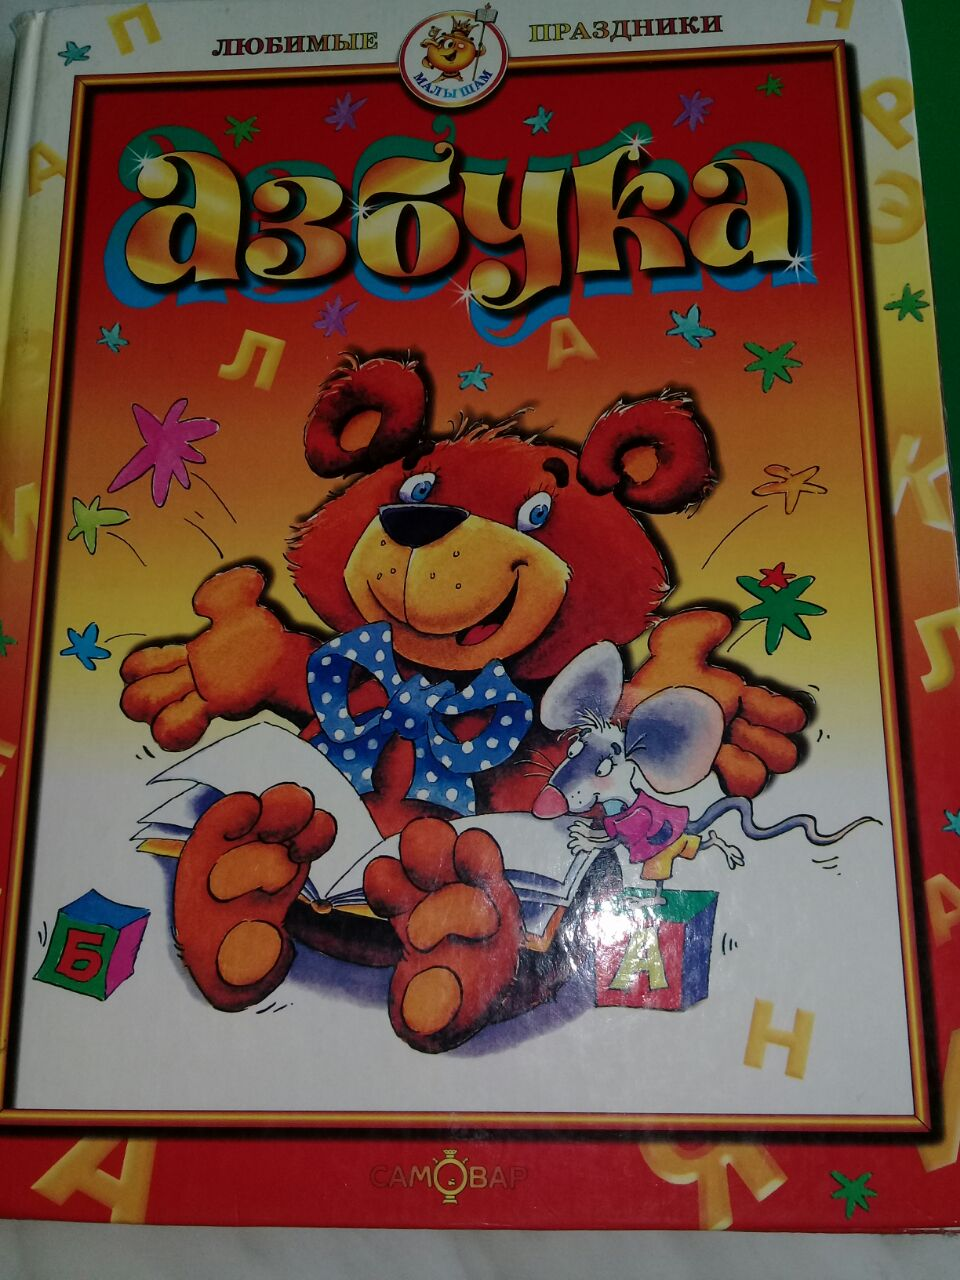 ЛЮБИМЫЕ ПРАЗДНИКИ
МАЛЫШАМ
П
Н
А
Р
Э
азбука
Л
А
И
К
Л
Б
А
А
Н
А
Я
САМОВАР